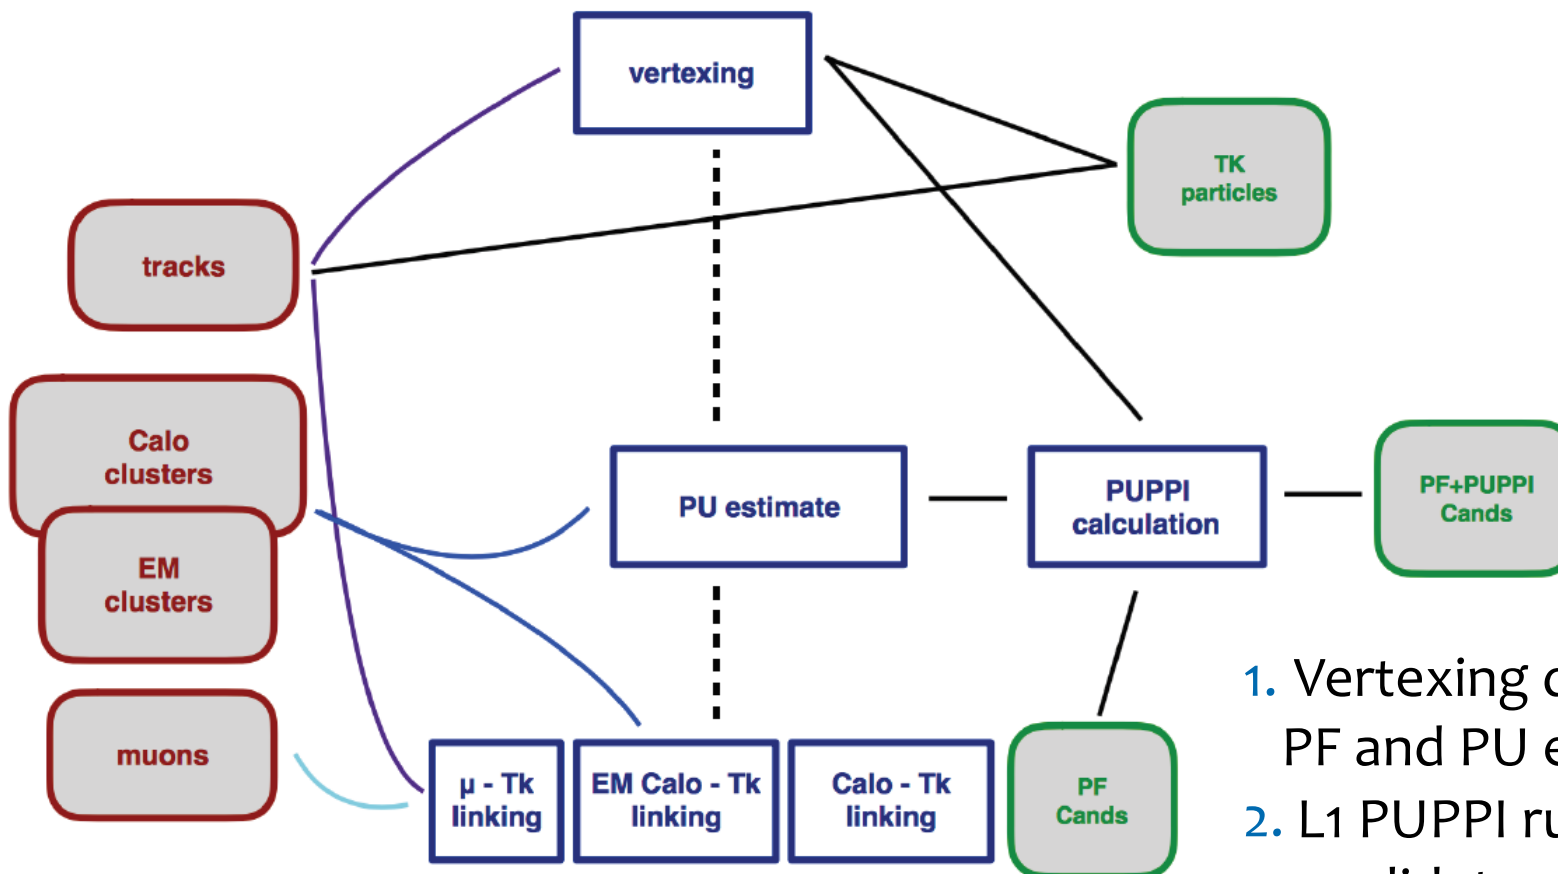 vertexing
TK
particles
tracks
Calo
clusters
PU estimate
PUPPI
calculation
PF+PUPPI
Cands
EM
clusters
muons
μ - Tk
linking
EM Calo - Tk
linking
Calo - Tk
linking
PF
Cands
1. Vertexing
PF and PU
2. L1 PUPPI